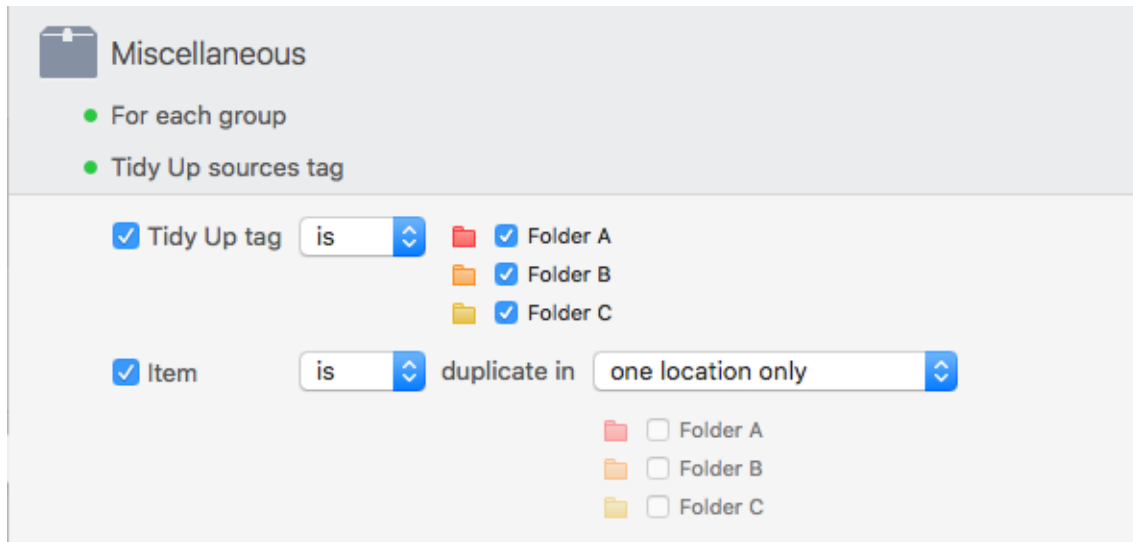 Miscellaneous
For each group
Tidy Up sources tag
Tidy Up tag is Folder A
Folder B
Folder C
Item is duplicate in one location only
Folder A
Folder B
Folder C